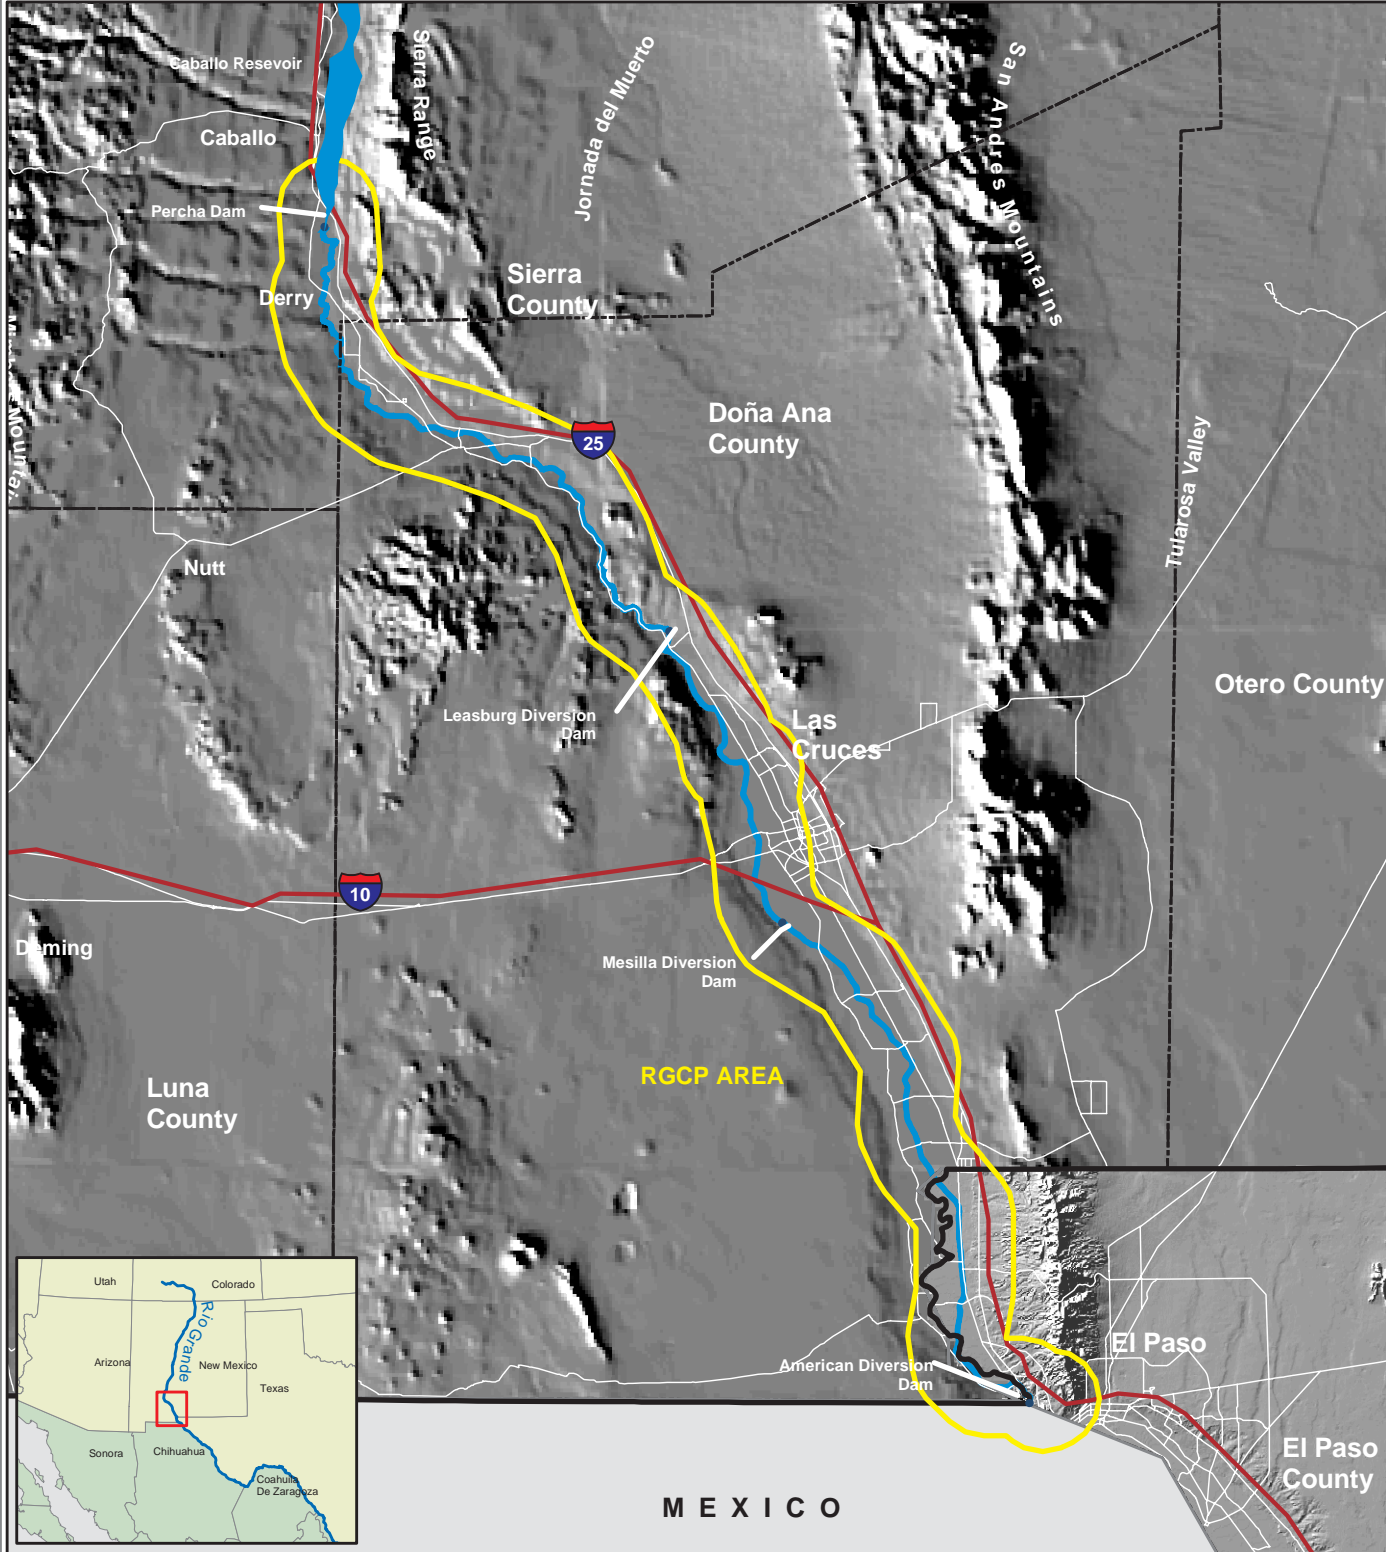 Caballo Resevoir
Sierra Range
Jornada del Muerto
San Andres Mountains
Caballo
Percha Dam
Sierra
County
Derry
Doña Ana
County
25
Tularosa Valley
Nutt
Otero County
Leasburg Diversion
Dam
Las
Cruces
10
Deming
Mesilla Diversion
Dam
RGCP AREA
Luna
County
El Paso
American Diversion
Dam
El Paso
County
MEXICO
Utah
Colorado
Río Grande
Arizona
New Mexico
Texas
Sonora
Chihuahua
Coahuila
De Zaragoza